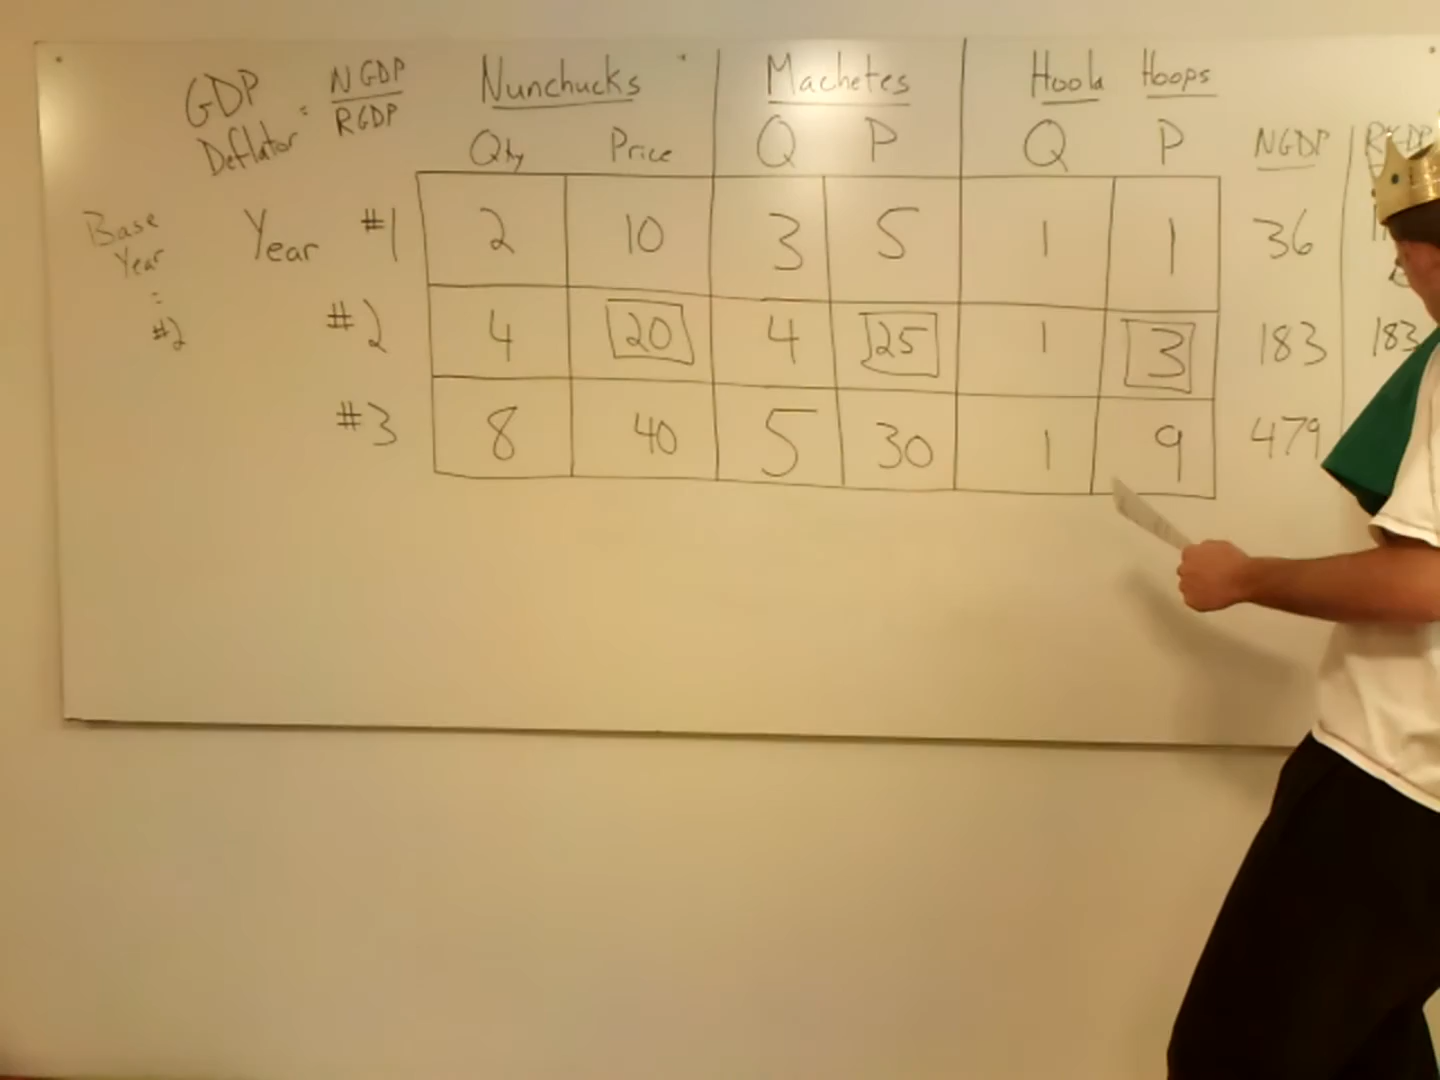 GDP Deflator = NGDP / RGDP
Nunchucks Machetes Hoola Hoops
Qty Price Q P Q P NGDP RGDP
Base Year = #2
Year #1 2 10 3 5 1 1 36
#2 4 20 4 25 1 3 183 183
#3 8 40 5 30 1 9 479